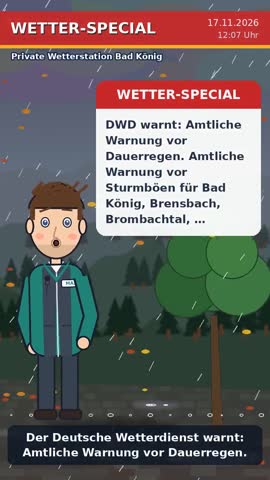 WETTER-SPECIAL
17.11.2026
12:07 Uhr
Private Wetterstation Bad König
WETTER-SPECIAL
DWD warnt: Amtliche
Warnung vor
Dauerregen. Amtliche
Warnung vor
Sturmböen für Bad
König, Brensbach,
Brombachtal, ...
Der Deutsche Wetterdienst warnt:
Amtliche Warnung vor Dauerregen.